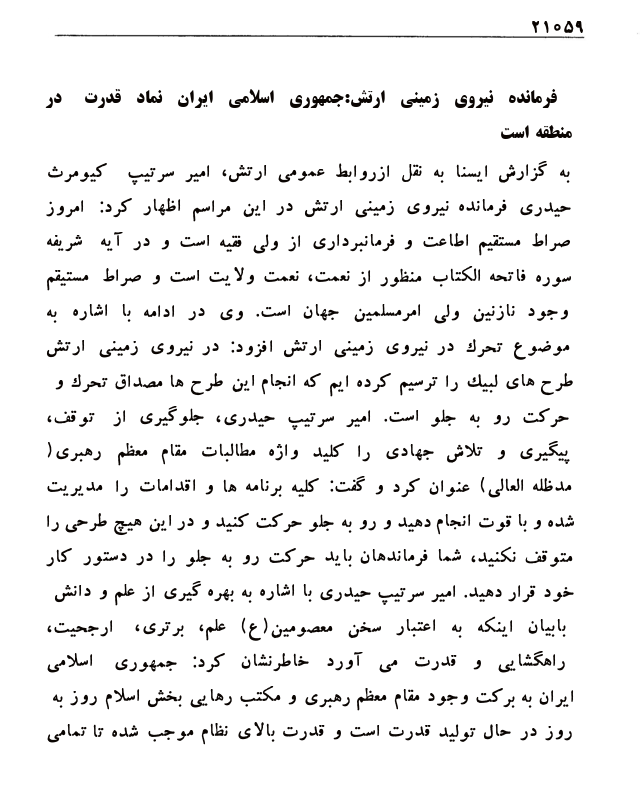 ۲۱۰۵۹
فرمانده نیروی زمینی ارتش:جمهوری اسلامی ایران نماد قدرت در
منطقه است
به گزارش ایسنا به نقل ازروابط عمومی ارتش، امیر سرتیپ کیومرث
حیدری فرمانده نیروی زمینی ارتش در این مراسم اظهار کرد: امروز
صراط مستقیم اطاعت و فرمانبرداری از ولی فقیه است و در آیه شریفه
سوره فاتحه الکتاب منظور از نعمت، نعمت ولایت است و صراط مستیقم
وجود نازنین ولی امرمسلمین جهان است. وی در ادامه با اشاره به
موضوع تحرك در نیروی زمینی ارتش افزود: در نیروی زمینی ارتش
طرح های لبیك را ترسیم کرده ایم که انجام این طرح ها مصداق تحرك و
حرکت رو به جلو است. امیر سرتیپ حیدری، جلوگیری از توقف،
پیگیری و تلاش جهادی را کلید واژه مطالبات مقام معظم رهبری(
مدظله العالی) عنوان کرد و گفت: کلیه برنامه ها و اقدامات را مدیریت
شده و با قوت انجام دهید و رو به جلو حرکت کنید و در این هیچ طرحی را
متوقف نکنید، شما فرماندهان باید حرکت رو به جلو را در دستور کار
خود قرار دهید. امیر سرتیپ حیدری با اشاره به بهره گیری از علم و دانش
بابیان اینکه به اعتبار سخن معصومین(ع) علم، برتری، ارجحیت،
راهگشایی و قدرت می آورد خاطرنشان کرد: جمهوری اسلامی
ایران به برکت وجود مقام معظم رهبری و مکتب رهایی بخش اسلام روز به
روز در حال تولید قدرت است و قدرت بالای نظام موجب شده تا تمامی